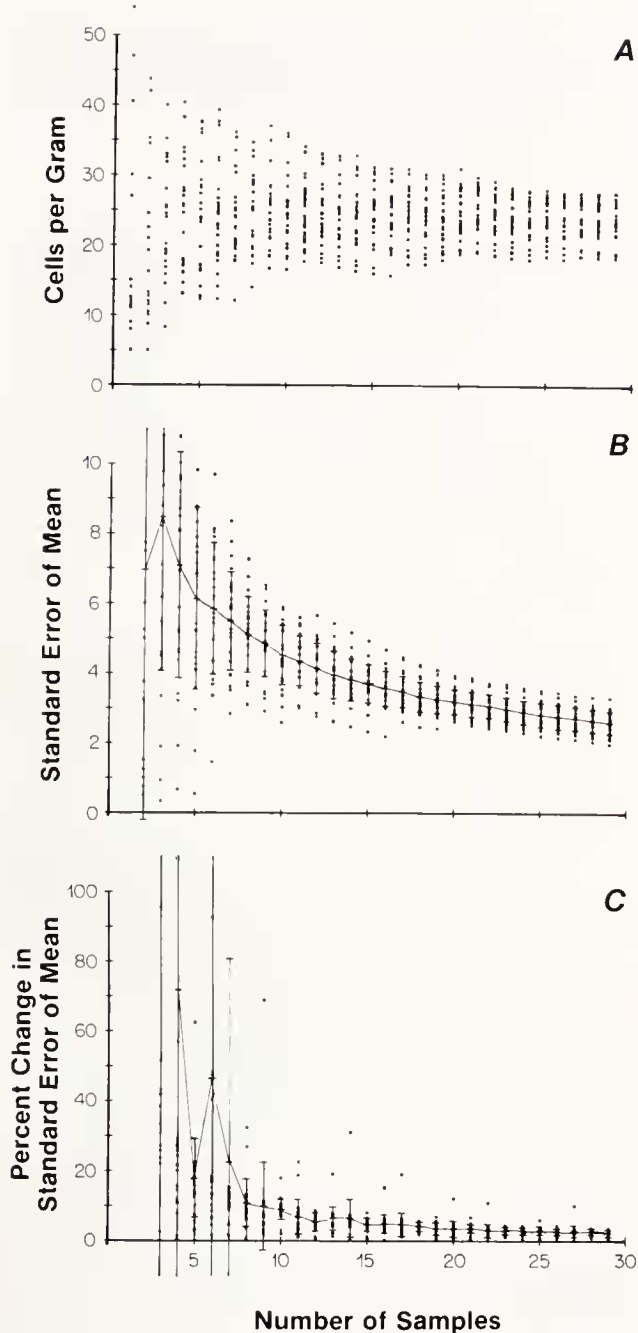 A
50
40
30
20
10
0
Cells per Gram
B
10
8
6
4
2
0
Standard Error of Mean
C
100
80
60
40
20
0
Percent Change in
Standard Error of Mean
5 10 15 20 25 30
Number of Samples